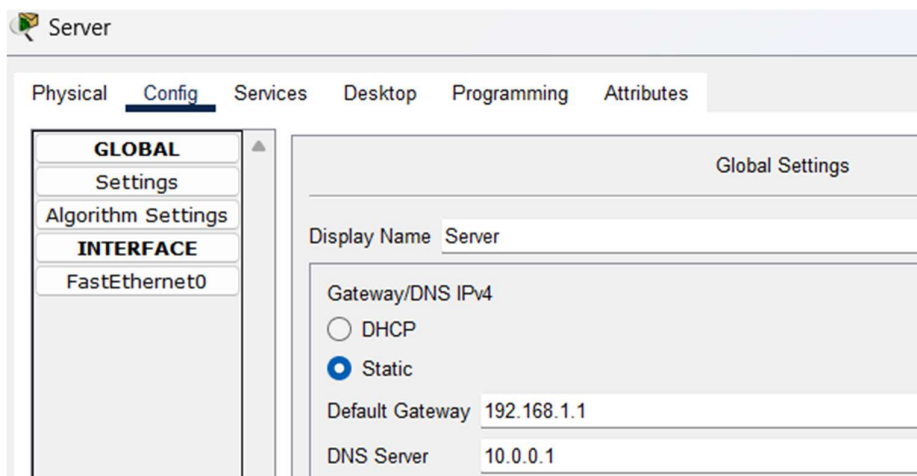 Server
Physical Config Services Desktop Programming Attributes
GLOBAL
Settings
Algorithm Settings
INTERFACE
FastEthernet0
Global Settings
Display Name Server
Gateway/DNS IPv4
DHCP
Static
Default Gateway 192.168.1.1
DNS Server 10.0.0.1